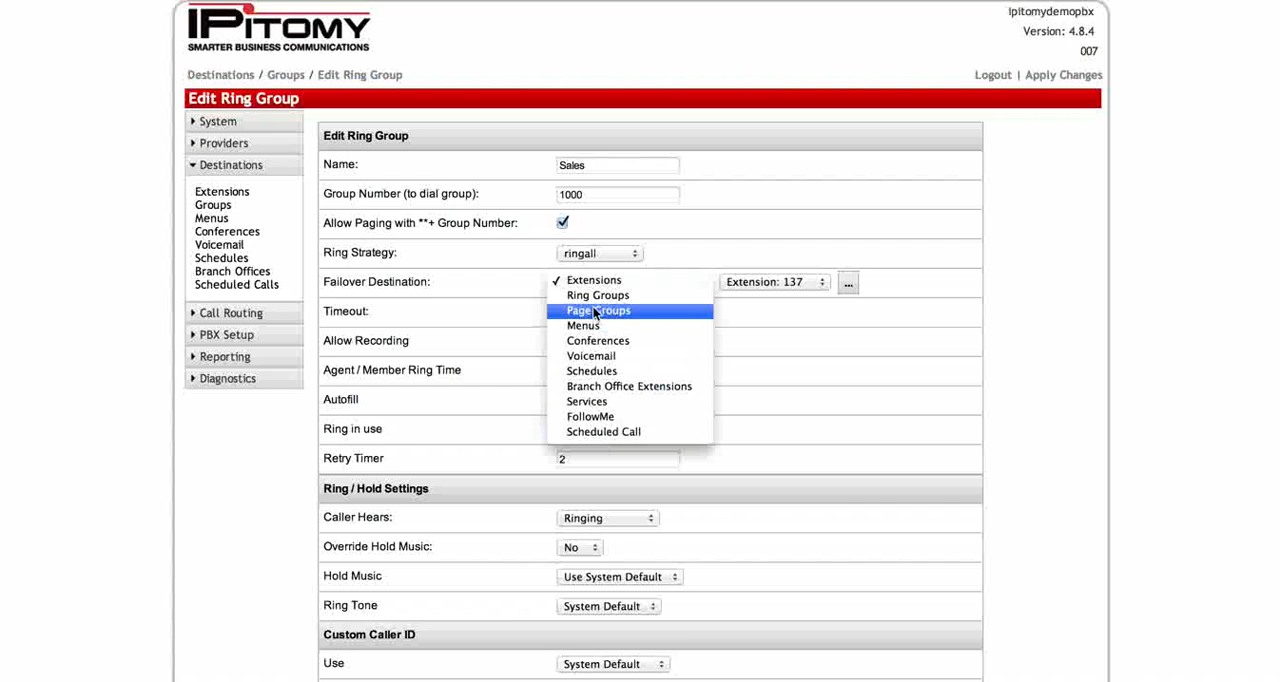 IPITOMY
SMARTER BUSINESS COMMUNICATIONS
Ipitomydemopbx
Version: 4.8.4
007
Destinations / Groups / Edit Ring Group
Logout | Apply Changes
Edit Ring Group
System
Providers
Destinations
Extensions
Groups
Menus
Conferences
Voicemail
Schedules
Branch Offices
Scheduled Calls
Call Routing
PBX Setup
Reporting
Diagnostics
Edit Ring Group
Name: Sales
Group Number (to dial group): 1000
Allow Paging with **+ Group Number:
Ring Strategy: ringall
Failover Destination: Extension: 137 ...
✓ Extensions
Ring Groups
Page Groups
Menus
Conferences
Voicemail
Schedules
Branch Office Extensions
Services
FollowMe
Scheduled Call
Timeout:
Allow Recording
Agent / Member Ring Time
Autofill
Ring in use
Retry Timer 2
Ring / Hold Settings
Caller Hears: Ringing
Override Hold Music: No
Hold Music Use System Default
Ring Tone System Default
Custom Caller ID
Use System Default